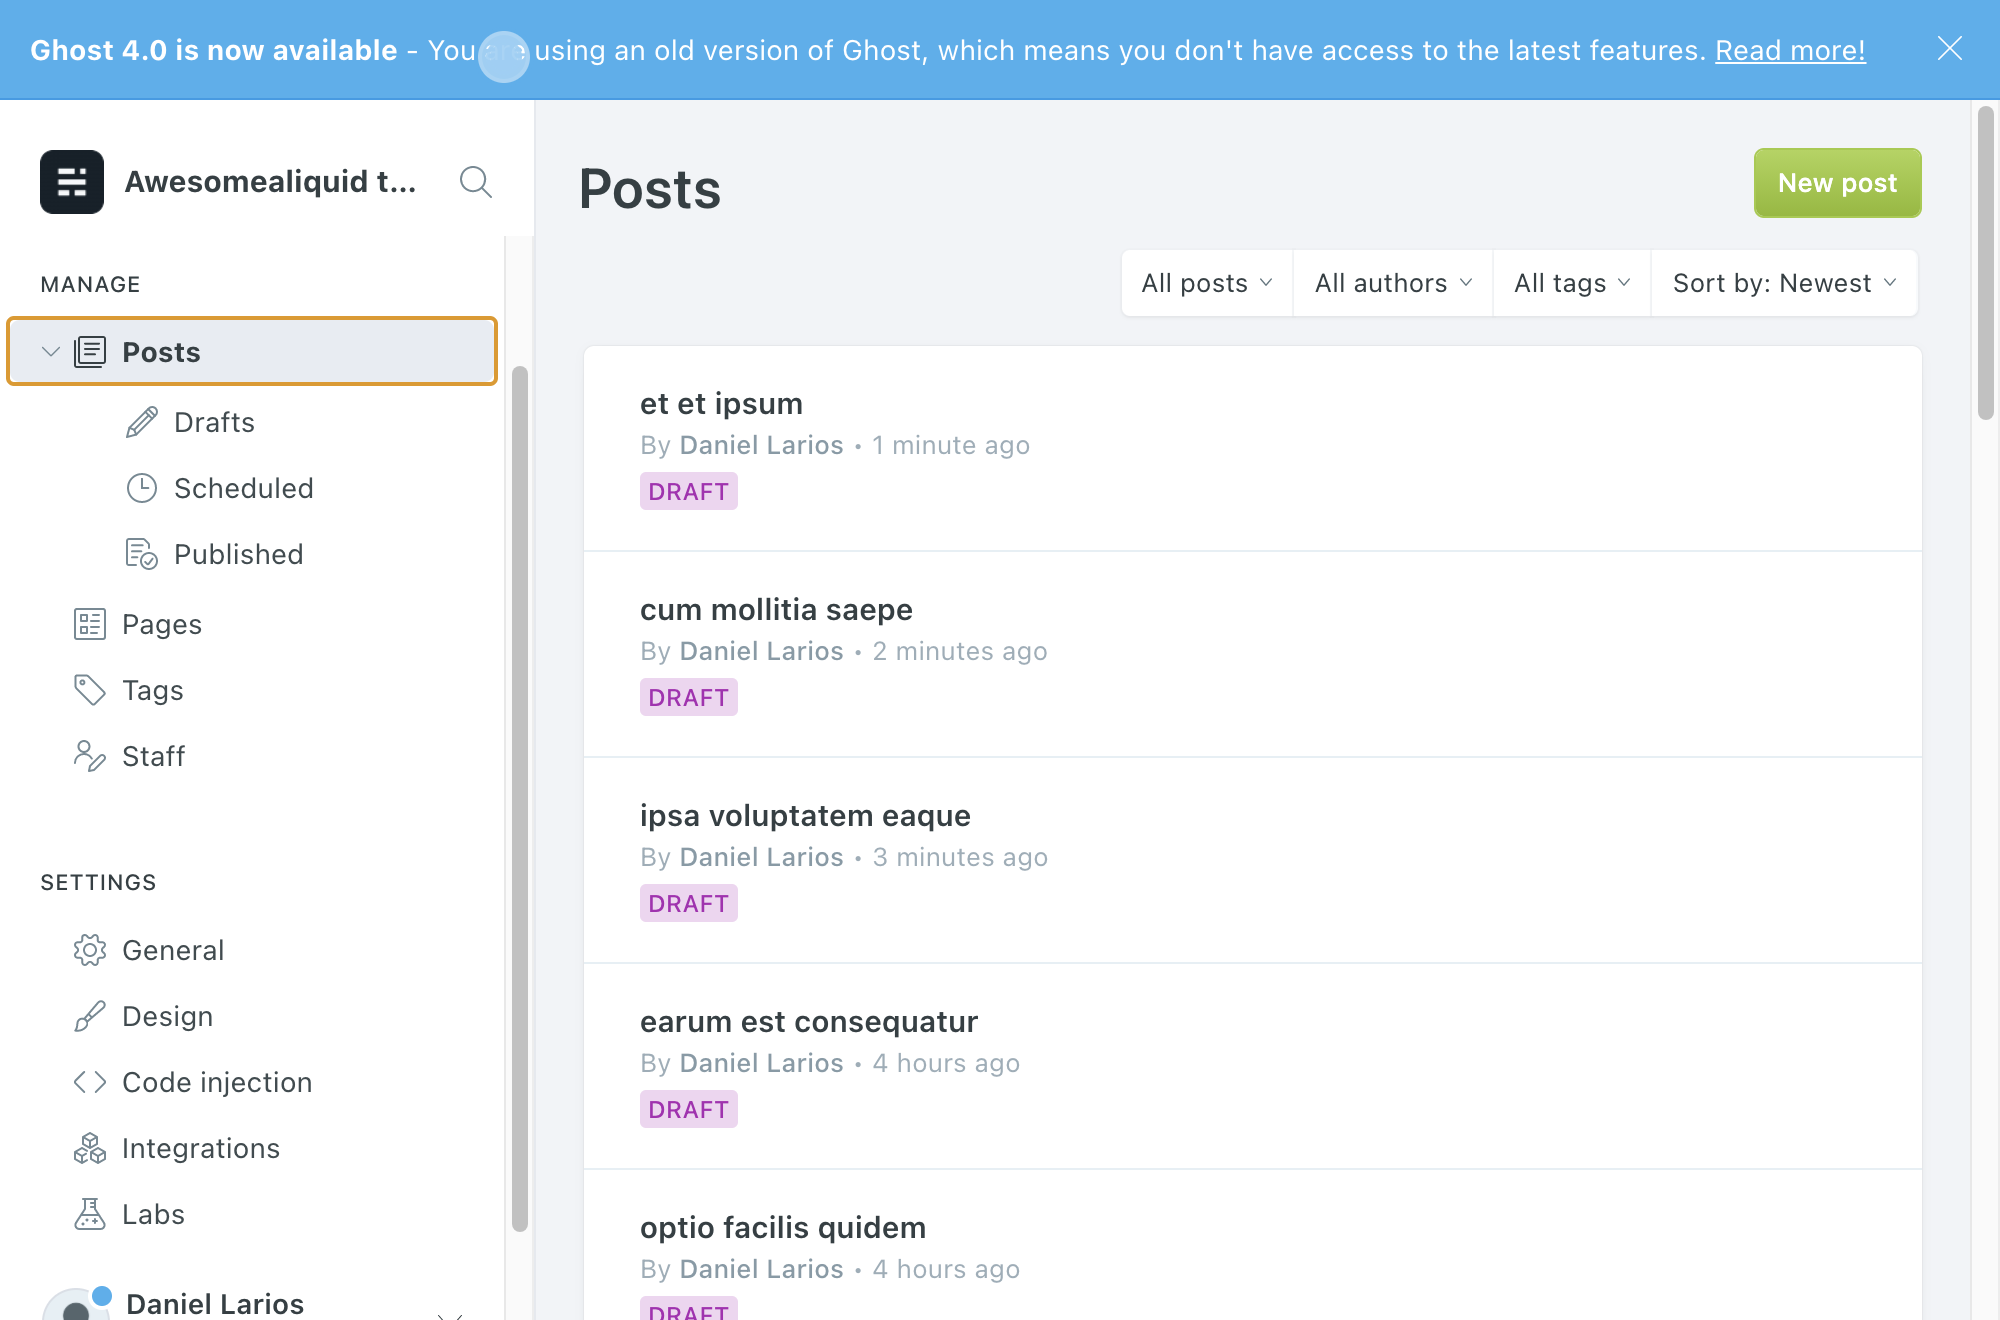 Ghost 4.0 is now available - You are using an old version of Ghost, which means you don't have access to the latest features. Read more!
Awesomealiquid t...
MANAGE
Posts
Drafts
Scheduled
Published
Pages
Tags
Staff
SETTINGS
General
Design
Code injection
Integrations
Labs
Daniel Larios
Posts
New post
All posts
All authors
All tags
Sort by: Newest
et et ipsum
By Daniel Larios • 1 minute ago
DRAFT
cum mollitia saepe
By Daniel Larios • 2 minutes ago
DRAFT
ipsa voluptatem eaque
By Daniel Larios • 3 minutes ago
DRAFT
earum est consequatur
By Daniel Larios • 4 hours ago
DRAFT
optio facilis quidem
By Daniel Larios • 4 hours ago
DRAFT